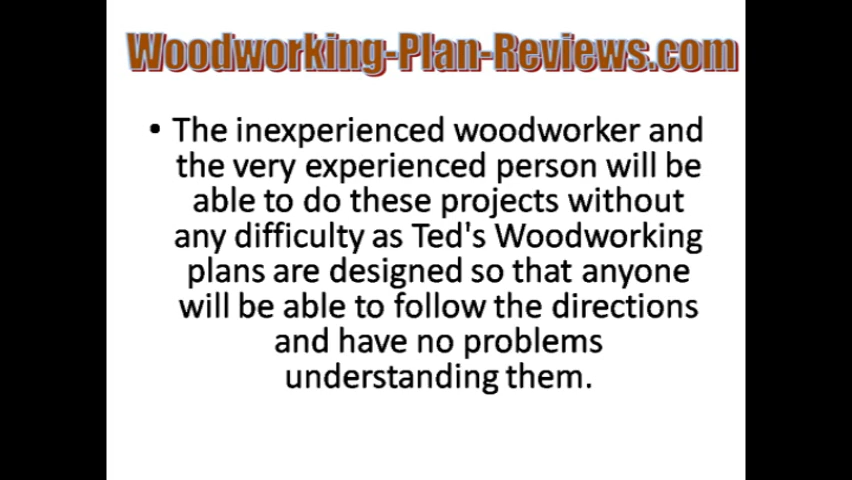 Woodworking-Plan-Reviews.com
• The inexperienced woodworker and
the very experienced person will be
able to do these projects without
any difficulty as Ted's Woodworking
plans are designed so that anyone
will be able to follow the directions
and have no problems
understanding them.